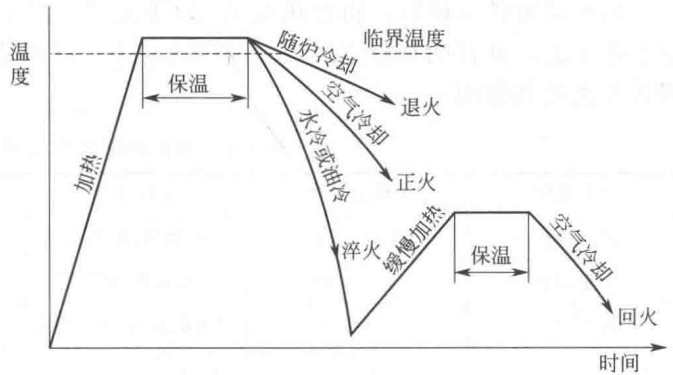 温度
临界温度
随炉冷却
退火
保温
空气冷却
水冷或油冷
正火
加热
淬火
缓慢加热
保温
空气冷却
回火
时间